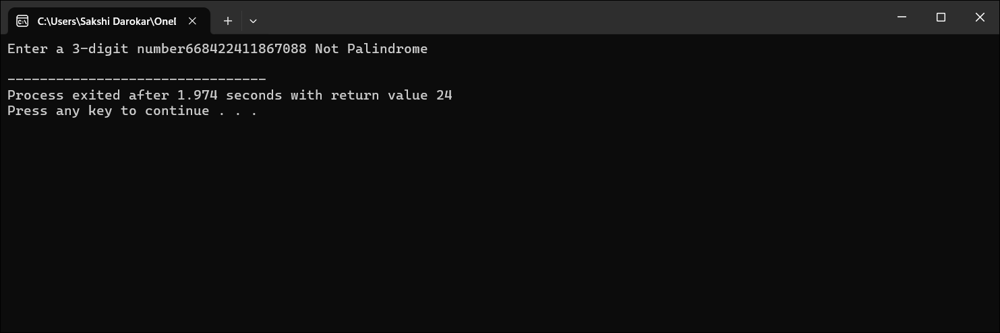 C:\Users\Sakshi Darokar\OneI
Enter a 3-digit number668422411867088 Not Palindrome
--------------------------------
Process exited after 1.974 seconds with return value 24
Press any key to continue . . .